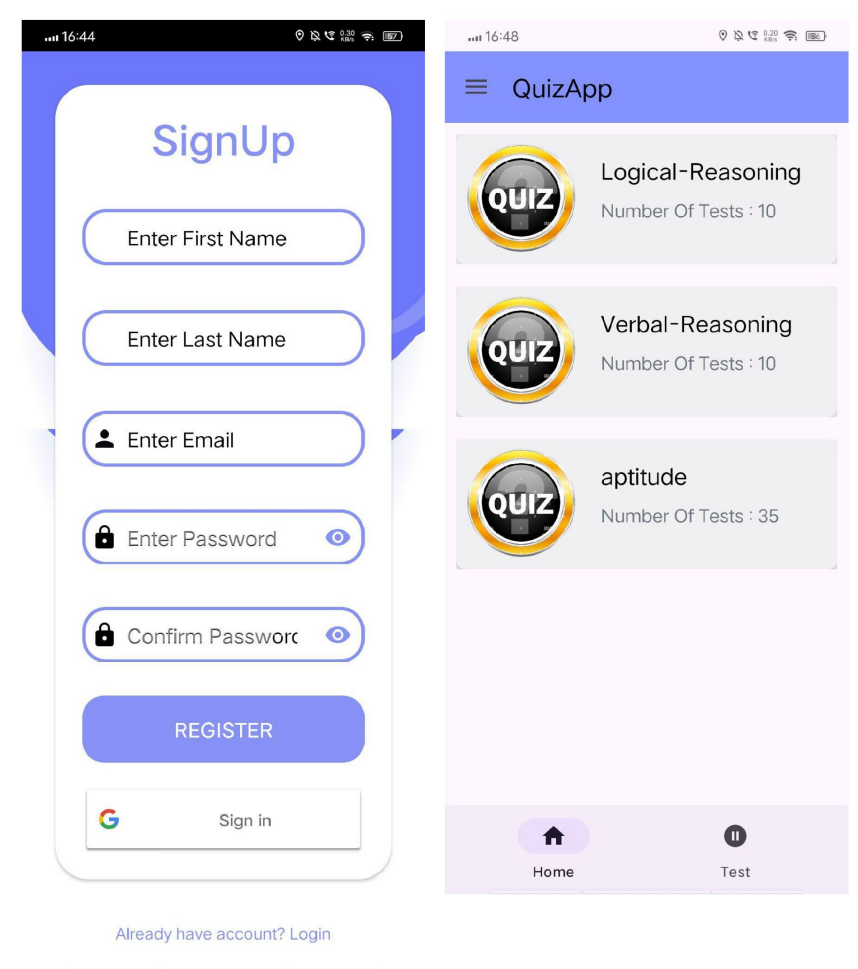 16:44
0.30
KB/s
57
SignUp
Enter First Name
Enter Last Name
Enter Email
Enter Password
Confirm Password
REGISTER
G
Sign in
Already have account? Login
16:48
0.20
KB/s
56
QuizApp
QUIZ
Logical-Reasoning
Number Of Tests : 10
QUIZ
Verbal-Reasoning
Number Of Tests : 10
QUIZ
aptitude
Number Of Tests : 35
Home
Test